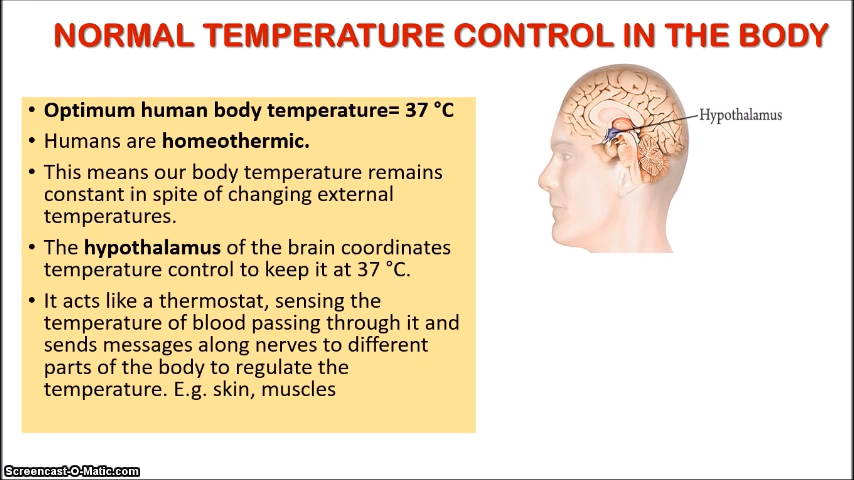 NORMAL TEMPERATURE CONTROL IN THE BODY
• Optimum human body temperature= 37 °C
• Humans are homeothermic.
• This means our body temperature remains
constant in spite of changing external
temperatures.
• The hypothalamus of the brain coordinates
temperature control to keep it at 37 °C.
• It acts like a thermostat, sensing the
temperature of blood passing through it and
sends messages along nerves to different
parts of the body to regulate the
temperature. E.g. skin, muscles
Hypothalamus
Screencast-O-Matic.com